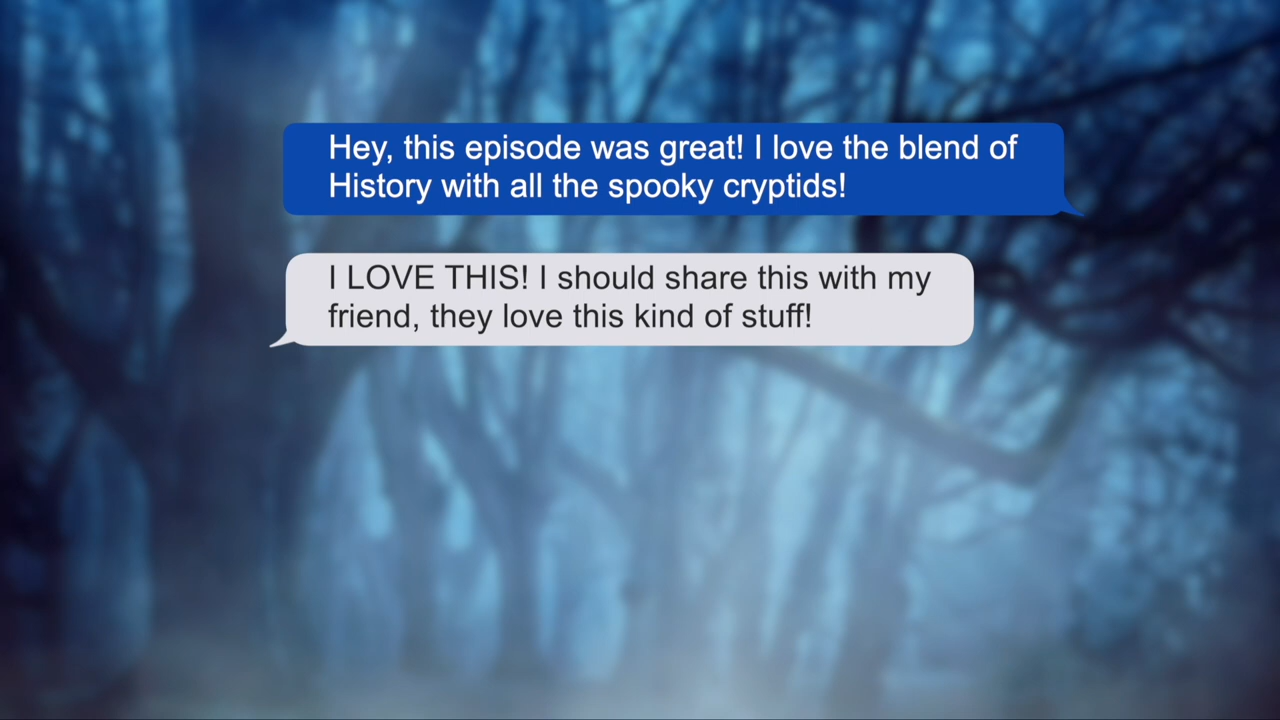 Hey, this episode was great! I love the blend of
History with all the spooky cryptids!
I LOVE THIS! I should share this with my
friend, they love this kind of stuff!